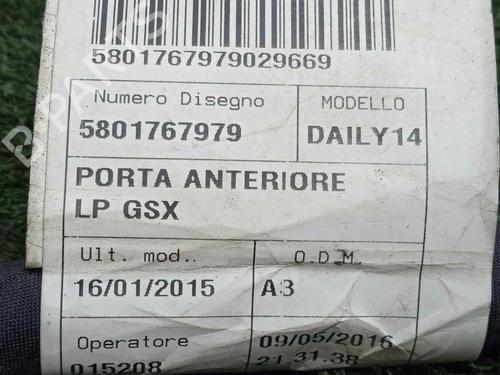 5801767979029669
Numero Disegno
MODELLO
5801767979
DAILY14
PORTA ANTERIORE
LP GSX
Ult. mod..
O.D.M.
16/01/2015
A3
Operatore
09/05/2016
015208
21.31.38
B-PARTS